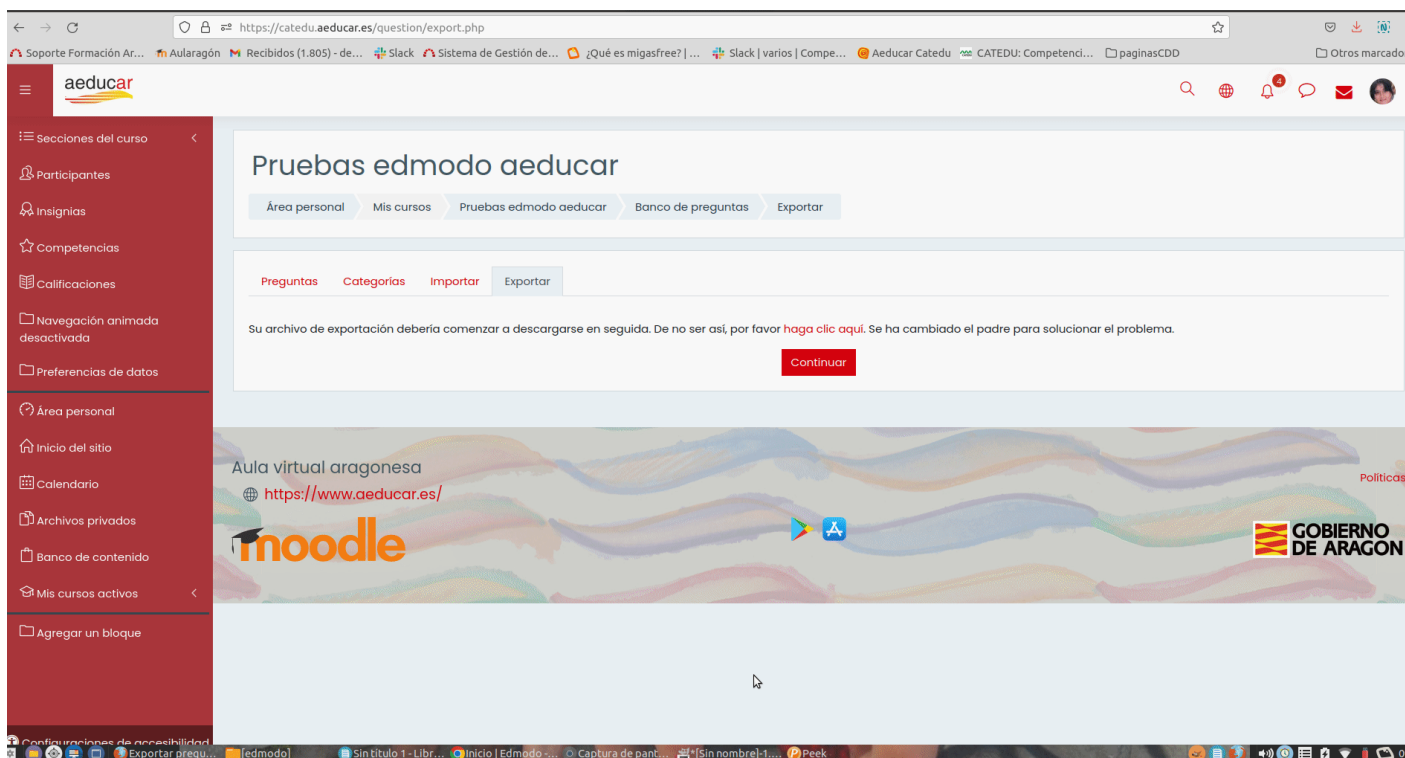 https://catedu.aeducar.es/question/export.php
Soporte Formación Ar... Aularagón Recibidos (1.805) - de... Slack Sistema de Gestión de... ¿Qué es migasfree? | ... Slack | varios | Compe... Aeducar Catedu CATEDU: Competenci... paginasCDD Otros marcado
aeducar
4
Secciones del curso
Participantes
Insignias
Competencias
Calificaciones
Navegación animada
desactivada
Preferencias de datos
Área personal
Inicio del sitio
Calendario
Archivos privados
Banco de contenido
Mis cursos activos
Agregar un bloque
Configuraciones de accesibilidad
Pruebas edmodo aeducar
Área personal Mis cursos Pruebas edmodo aeducar Banco de preguntas Exportar
Preguntas Categorías Importar Exportar
Su archivo de exportación debería comenzar a descargarse en seguida. De no ser así, por favor haga clic aquí. Se ha cambiado el padre para solucionar el problema.
Continuar
Aula virtual aragonesa
https://www.aeducar.es/
moodle
Políticas
GOBIERNO
DE ARAGON
Exportar pregu... [edmodo] Sin título 1 - Libr... Inicio | Edmodo -... Captura de pant... *[Sin nombre]-1.... Peek